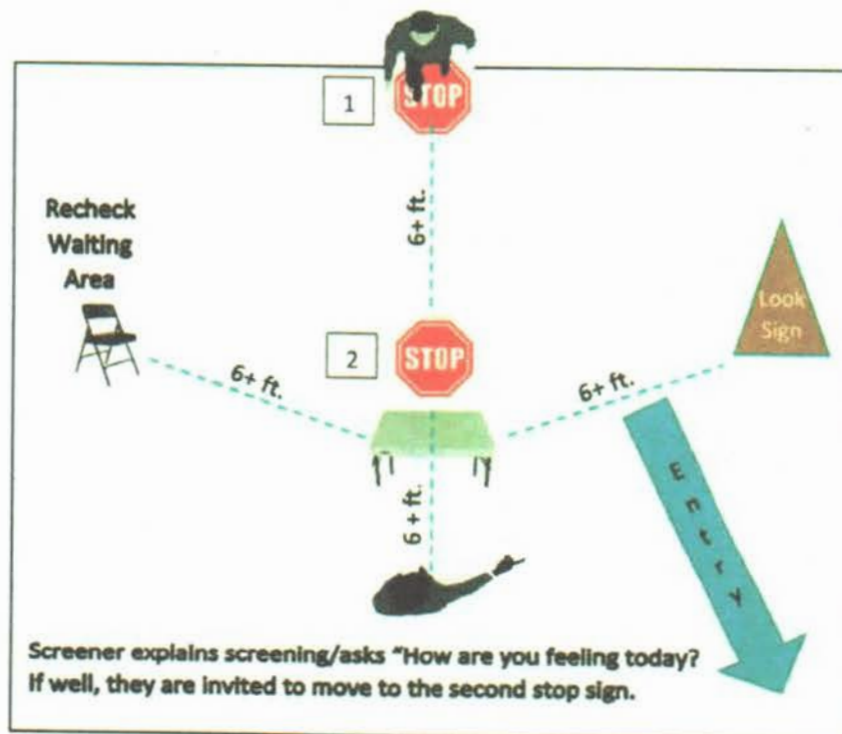 1
STOP
6+ ft.
Recheck
Waiting
Area
Look
Sign
2
STOP
6+ ft.
6+ ft.
6 + ft.
Entry
Screener explains screening/asks “How are you feeling today?
If well, they are invited to move to the second stop sign.